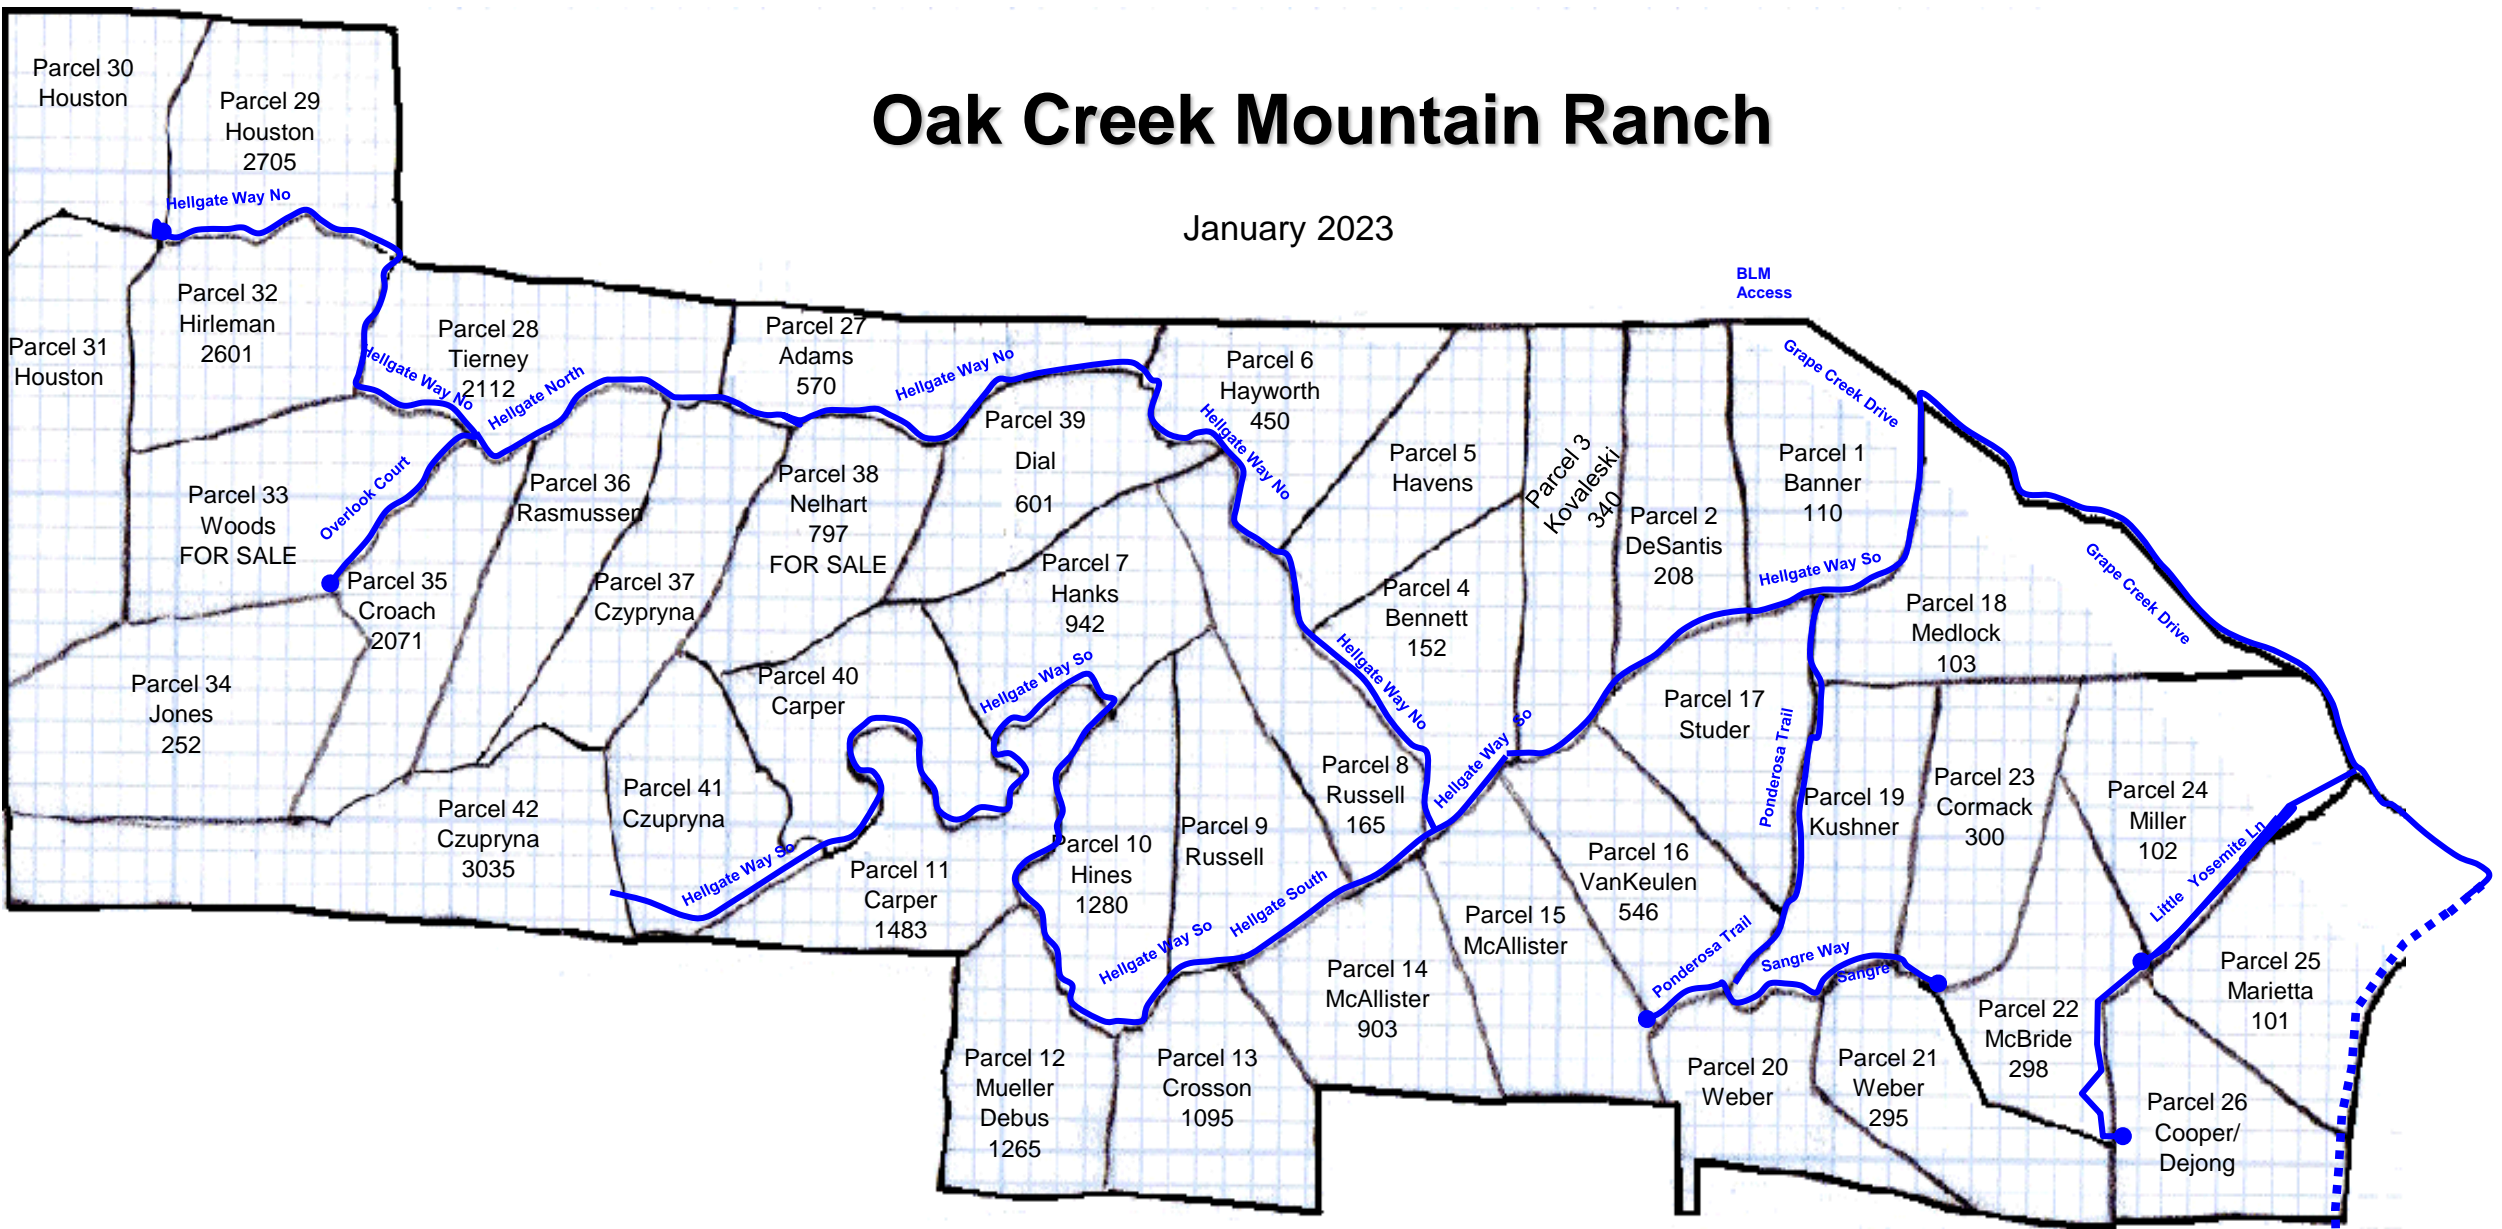 Oak Creek Mountain Ranch
January 2023
Parcel 30
Houston
Parcel 29
Houston
2705
Hellgate Way No
Parcel 32
Hirleman
2601
Parcel 31
Houston
Parcel 28
Tierney
2112
Hellgate Way No
Hellgate North
Parcel 27
Adams
570
Hellgate Way No
Parcel 39
Dial
601
Parcel 6
Hayworth
450
Hellgate Way No
BLM
Access
Grape Creek Drive
Parcel 5
Havens
Parcel 3
Kovaleski
340
Parcel 2
DeSantis
208
Parcel 1
Banner
110
Hellgate Way So
Parcel 33
Woods
FOR SALE
Overlook Court
Parcel 35
Croach
2071
Parcel 36
Rasmussen
Parcel 37
Czypryna
Parcel 38
Nelhart
797
FOR SALE
Parcel 7
Hanks
942
Parcel 4
Bennett
152
Hellgate Way No
Parcel 18
Medlock
103
Grape Creek Drive
Parcel 34
Jones
252
Parcel 40
Carper
Hellgate Way So
Parcel 17
Studer
Ponderosa Trail
Parcel 42
Czupryna
3035
Parcel 41
Czupryna
Hellgate Way So
Parcel 11
Carper
1483
Parcel 10
Hines
1280
Parcel 9
Russell
Parcel 8
Russell
165
Hellgate Way So
Hellgate South
Hellgate Way So
Parcel 15
McAllister
Parcel 16
VanKeulen
546
Parcel 19
Kushner
Parcel 23
Cormack
300
Parcel 24
Miller
102
Little Yosemite Ln
Parcel 14
McAllister
903
Ponderosa Trail
Sangre Way
Sangre
Parcel 25
Marietta
101
Parcel 12
Mueller
Debus
1265
Parcel 13
Crosson
1095
Parcel 20
Weber
Parcel 21
Weber
295
Parcel 22
McBride
298
Parcel 26
Cooper/
Dejong